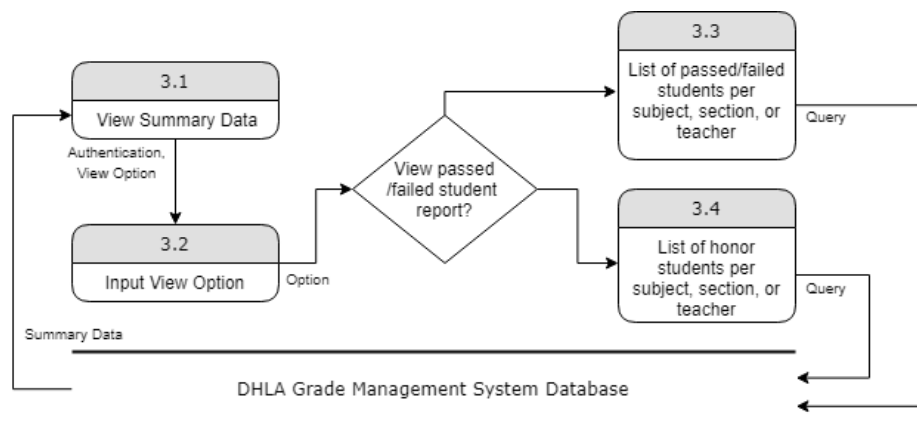 3.1
View Summary Data
Authentication,
View Option
3.2
Input View Option
Option
View passed
/failed student
report?
3.3
List of passed/failed
students per
subject, section, or
teacher
Query
3.4
List of honor
students per
subject, section, or
teacher
Query
Summary Data
DHLA Grade Management System Database